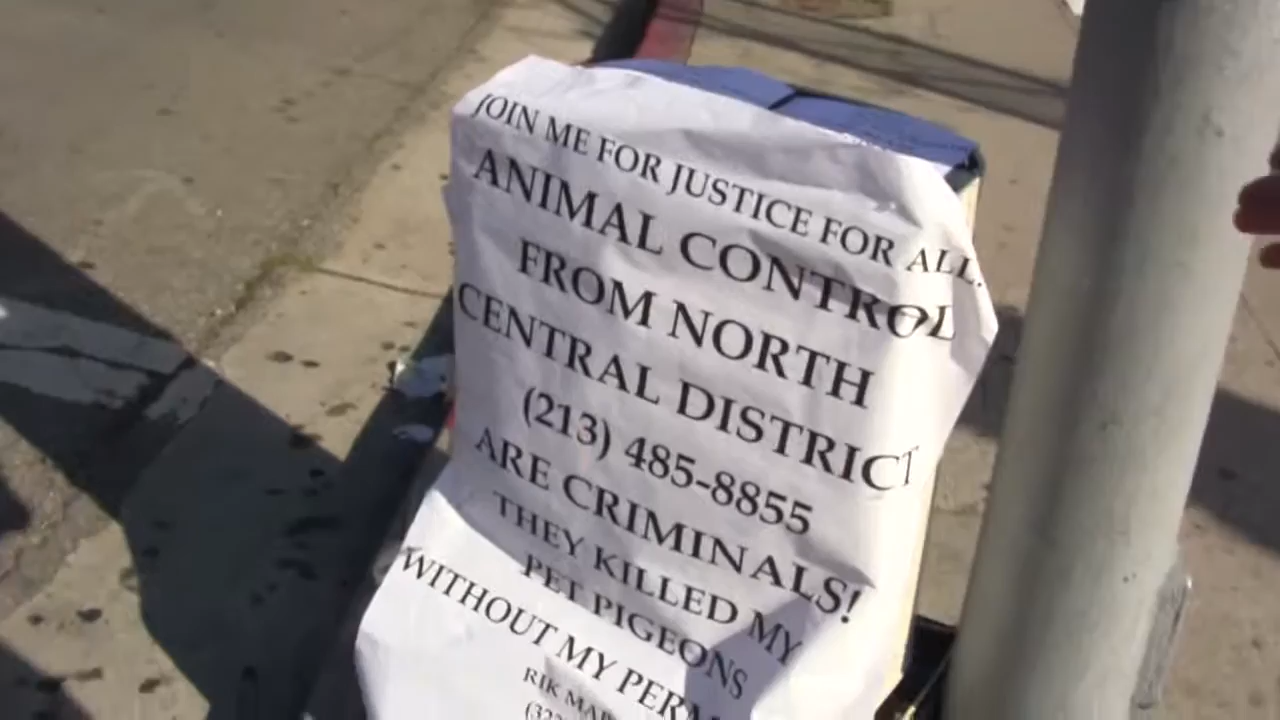 JOIN ME FOR JUSTICE FOR ALL.
ANIMAL CONTROL
FROM NORTH
CENTRAL DISTRICT
(213) 485-8855
ARE CRIMINALS!
THEY KILLED MY
PET PIGEONS
WITHOUT MY
RIK